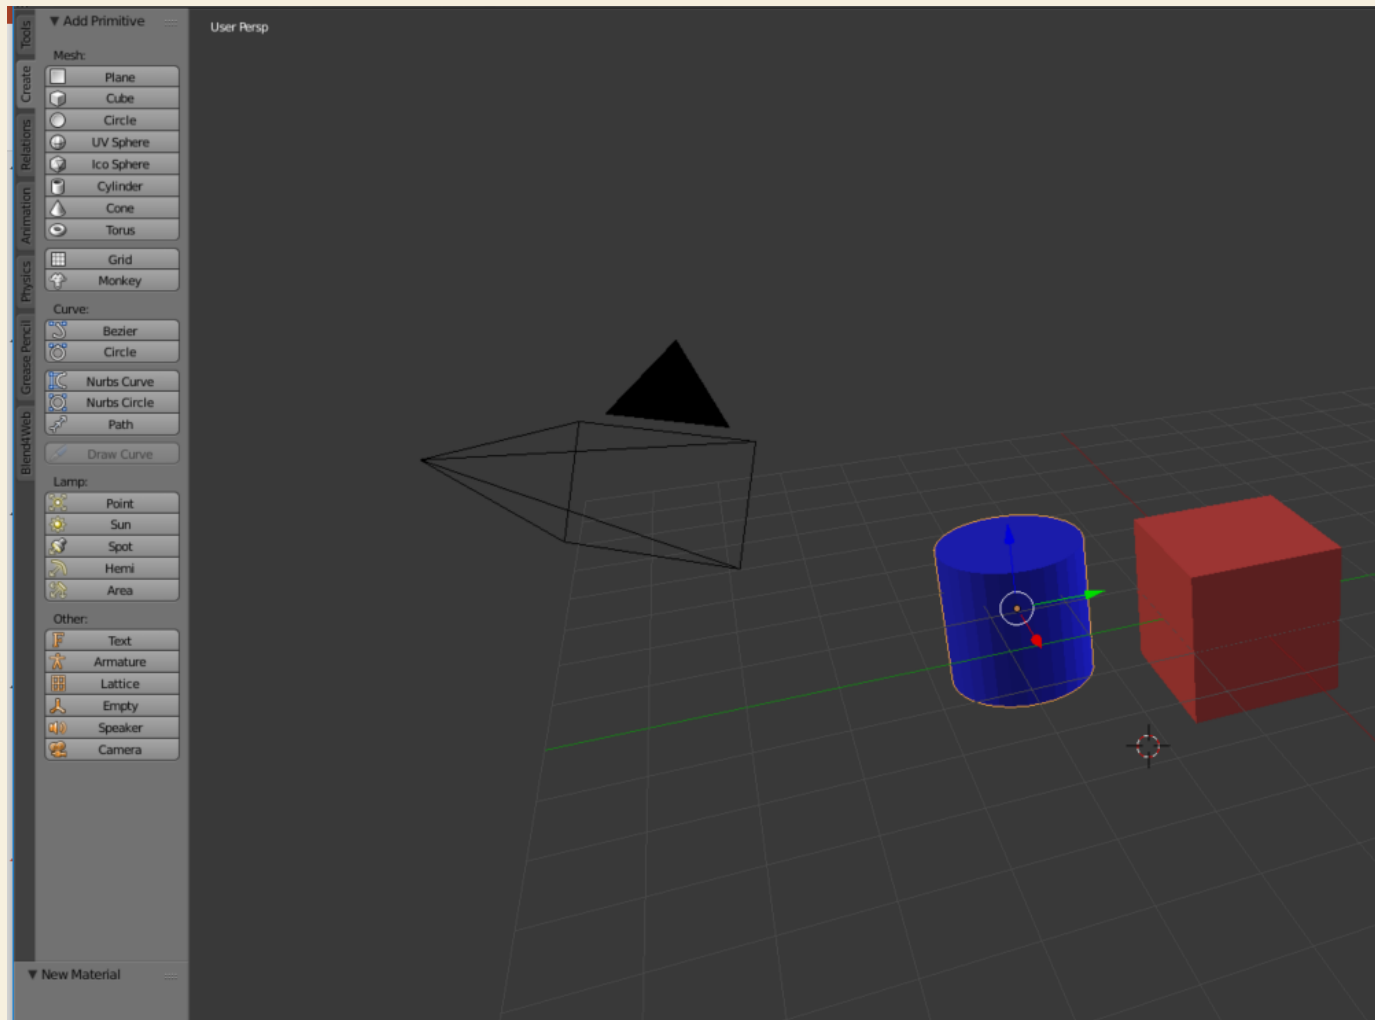 Tools
Create
Relations
Animation
Physics
Grease Pencil
Blend4Web
Add Primitive
Mesh:
Plane
Cube
Circle
UV Sphere
Ico Sphere
Cylinder
Cone
Torus
Grid
Monkey
Curve:
Bezier
Circle
Nurbs Curve
Nurbs Circle
Path
Draw Curve
Lamp:
Point
Sun
Spot
Hemi
Area
Other:
Text
Armature
Lattice
Empty
Speaker
Camera
New Material
User Persp